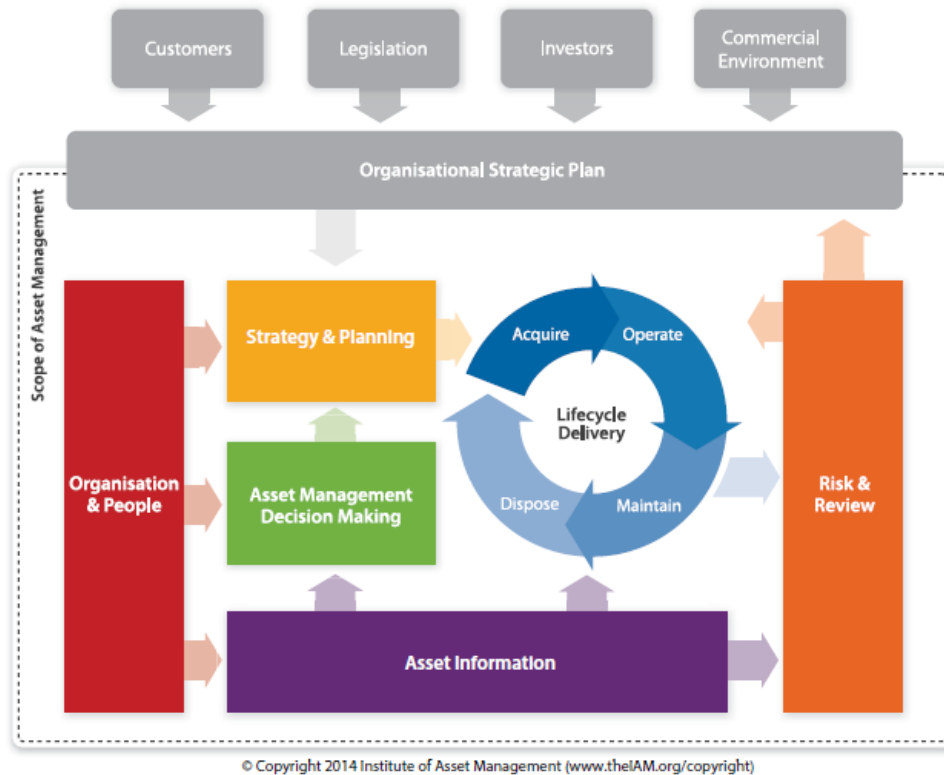 Customers
Legislation
Investors
Commercial
Environment
Organisational Strategic Plan
Scope of Asset Management
Strategy & Planning
Acquire
Operate
Lifecycle
Delivery
Organisation
& People
Asset Management
Decision Making
Dispose
Maintain
Risk &
Review
Asset Information
© Copyright 2014 Institute of Asset Management (www.theIAM.org/copyright)